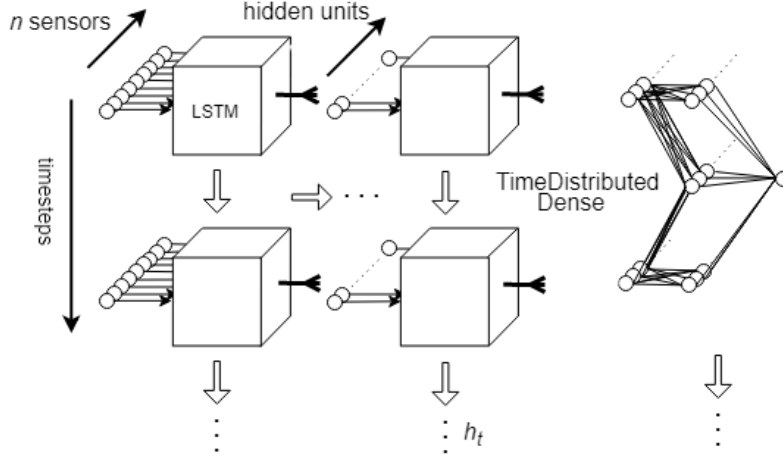 n sensors
hidden units
LSTM
timesteps
TimeDistributed
Dense
h_t